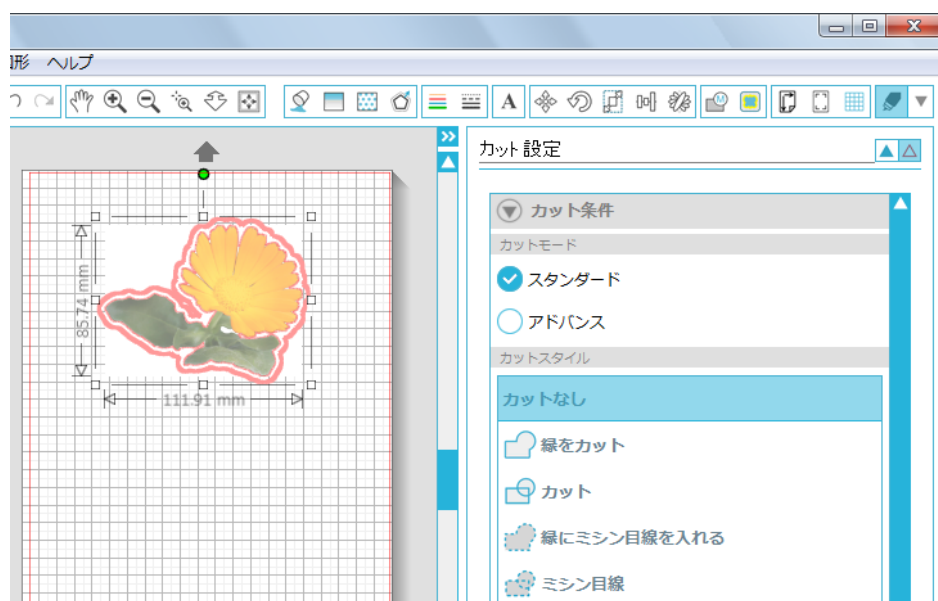 図形 ヘルプ
A
M
カット設定
カット条件
カットモード
スタンダード
アドバンス
カットスタイル
カットなし
縁をカット
カット
縁にミシン目線を入れる
ミシン目線
85.74 mm
111.91 mm